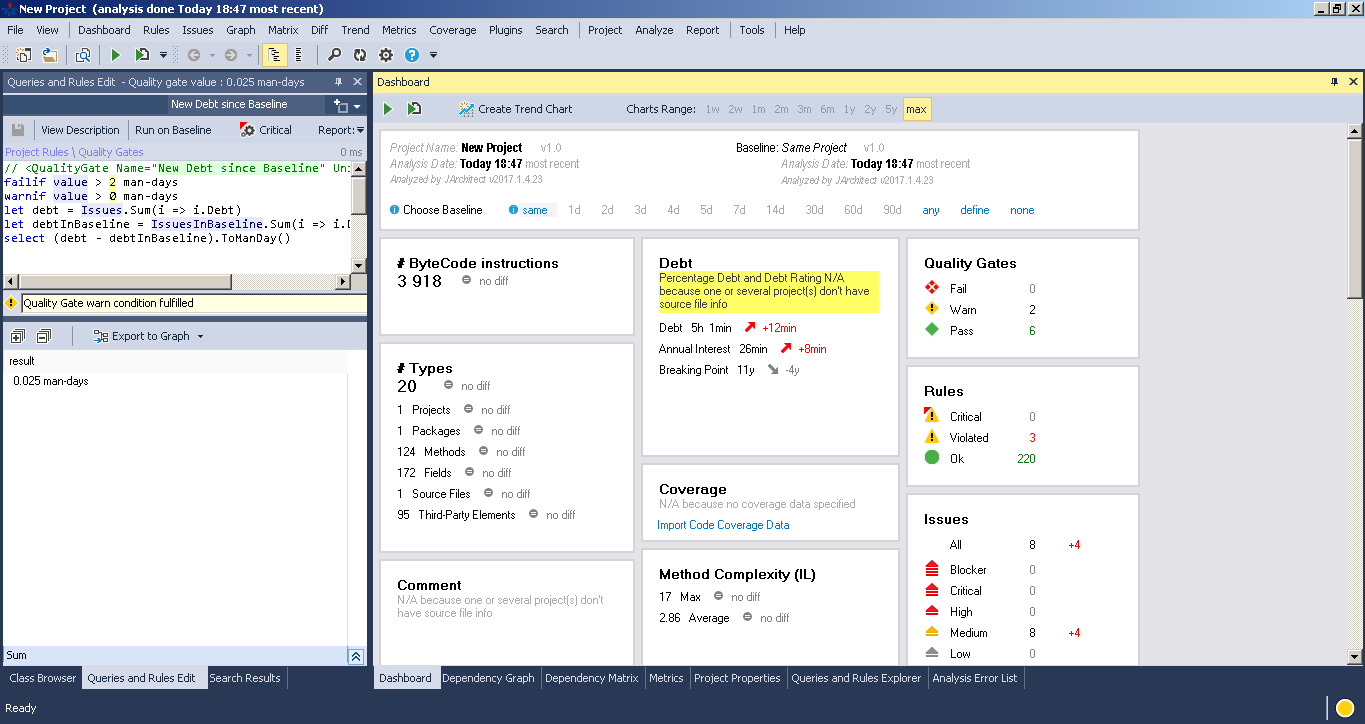 New Project (analysis done Today 18:47 most recent)
File View Dashboard Rules Issues Graph Matrix Diff Trend Metrics Coverage Plugins Search Project Analyze Report Tools Help
Queries and Rules Edit - Quality gate value : 0.025 man-days
New Debt since Baseline
View Description Run on Baseline Critical Report:
Project Rules \ Quality Gates 0 ms
// <QualityGate Name="New Debt since Baseline" Uni
failif value > 2 man-days
warnif value > 0 man-days
let debt = Issues.Sum(i => i.Debt)
let debtInBaseline = IssuesInBaseline.Sum(i => i.D
select (debt - debtInBaseline).ToManDay()
Quality Gate warn condition fulfilled
Export to Graph
result
0.025 man-days
Sum
Class Browser Queries and Rules Edit Search Results
Dashboard
Create Trend Chart Charts Range: 1w 2w 1m 2m 3m 6m 1y 2y 5y max
Project Name: New Project v1.0
Analysis Date: Today 18:47 most recent
Analyzed by JArchitect v2017.1.4.23
Baseline: Same Project v1.0
Analysis Date: Today 18:47 most recent
Analyzed by JArchitect v2017.1.4.23
Choose Baseline same 1d 2d 3d 4d 5d 7d 14d 30d 60d 90d any define none
# ByteCode instructions
3 918 no diff
# Types
20 no diff
1 Projects no diff
1 Packages no diff
124 Methods no diff
172 Fields no diff
1 Source Files no diff
95 Third-Party Elements no diff
Comment
N/A because one or several project(s) don't
have source file info
Debt
Percentage Debt and Debt Rating N/A
because one or several project(s) don't have
source file info
Debt 5h 1min +12min
Annual Interest 26min +8min
Breaking Point 11y -4y
Coverage
N/A because no coverage data specified
Import Code Coverage Data
Method Complexity (IL)
17 Max no diff
2.86 Average no diff
Quality Gates
Fail 0
Warn 2
Pass 6
Rules
Critical 0
Violated 3
Ok 220
Issues
All 8 +4
Blocker 0
Critical 0
High 0
Medium 8 +4
Low 0
Dashboard Dependency Graph Dependency Matrix Metrics Project Properties Queries and Rules Explorer Analysis Error List
Ready